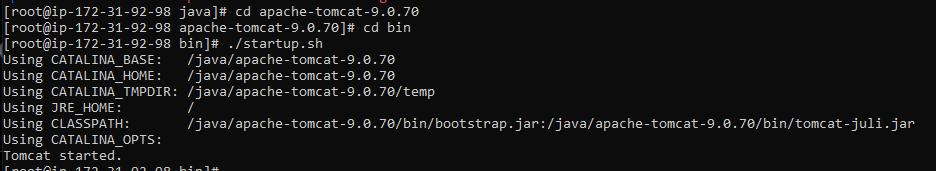 [root@ip-172-31-92-98 java]# cd apache-tomcat-9.0.70
[root@ip-172-31-92-98 apache-tomcat-9.0.70]# cd bin
[root@ip-172-31-92-98 bin]# ./startup.sh
Using CATALINA_BASE:   /java/apache-tomcat-9.0.70
Using CATALINA_HOME:   /java/apache-tomcat-9.0.70
Using CATALINA_TMPDIR: /java/apache-tomcat-9.0.70/temp
Using JRE_HOME:        /
Using CLASSPATH:       /java/apache-tomcat-9.0.70/bin/bootstrap.jar:/java/apache-tomcat-9.0.70/bin/tomcat-juli.jar
Using CATALINA_OPTS:
Tomcat started.
[root@ip-172-31-92-98 bin]#